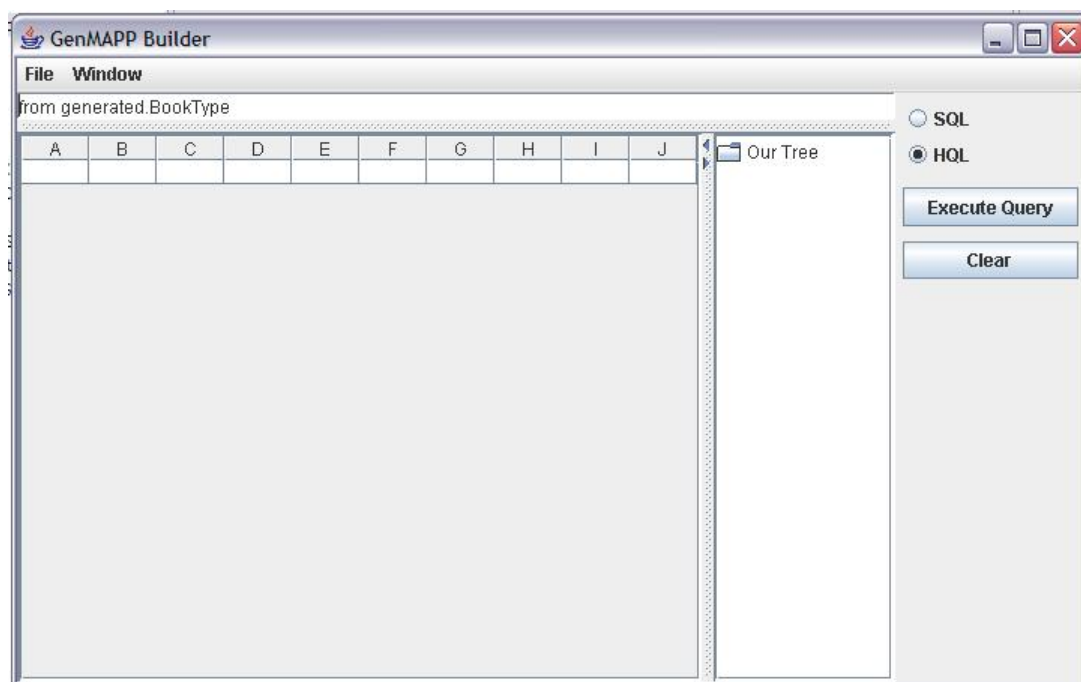 GenMAPP Builder
File Window
from generated.BookType
SQL
HQL
A B C D E F G H I J
Our Tree
Execute Query
Clear